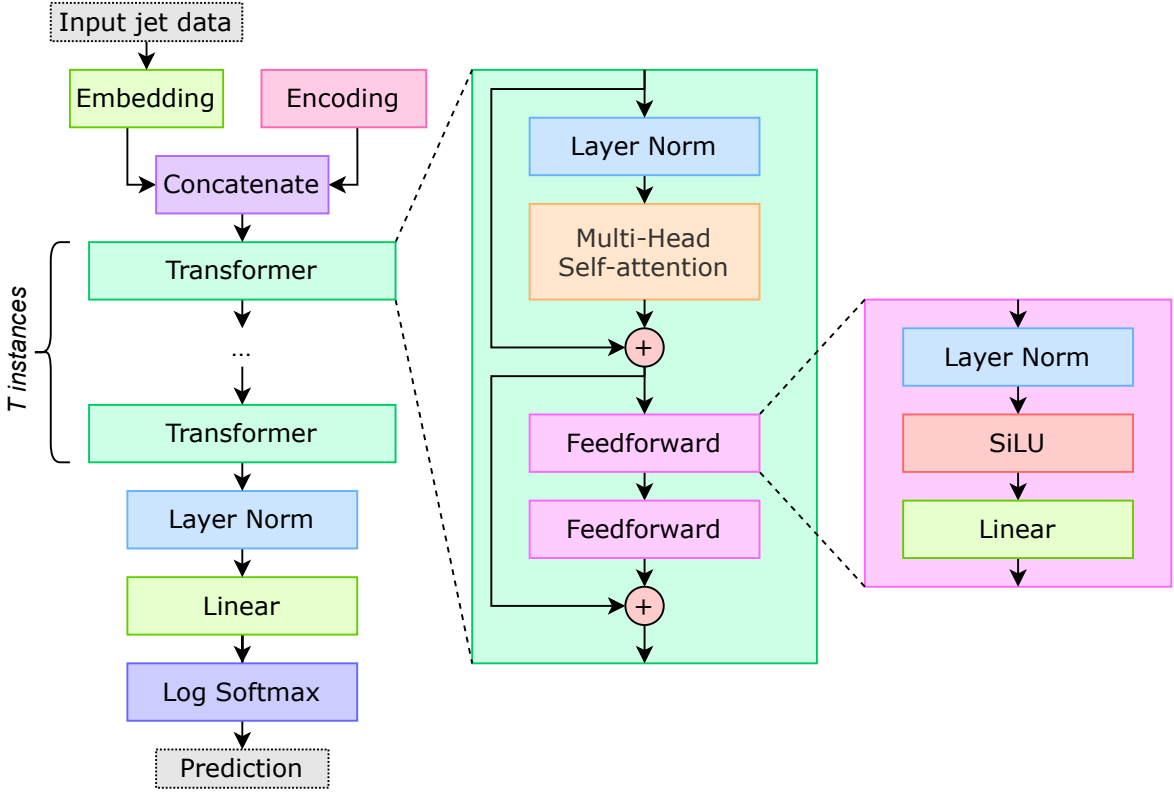 Input jet data
Embedding
Encoding
Concatenate
T instances
Transformer
...
Transformer
Layer Norm
Linear
Log Softmax
Prediction
Layer Norm
Multi-Head
Self-attention
+
Feedforward
Feedforward
+
Layer Norm
SiLU
Linear